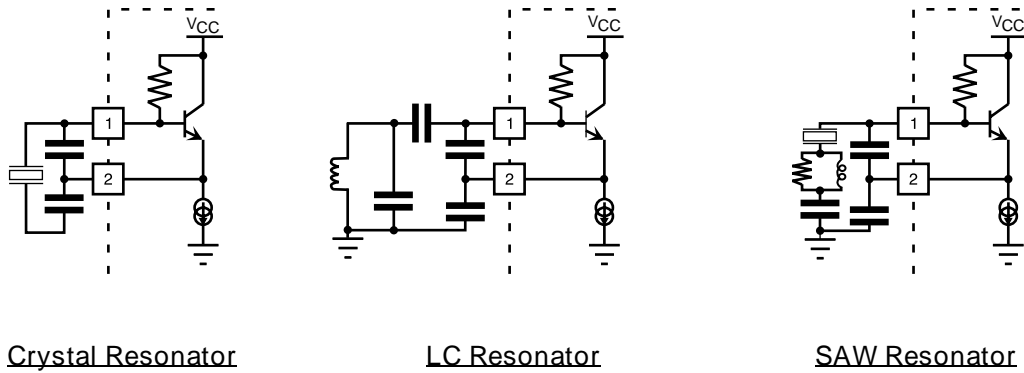 VCC VCC VCC
1 1 1
2 2 2
Crystal Resonator LC Resonator SAW Resonator